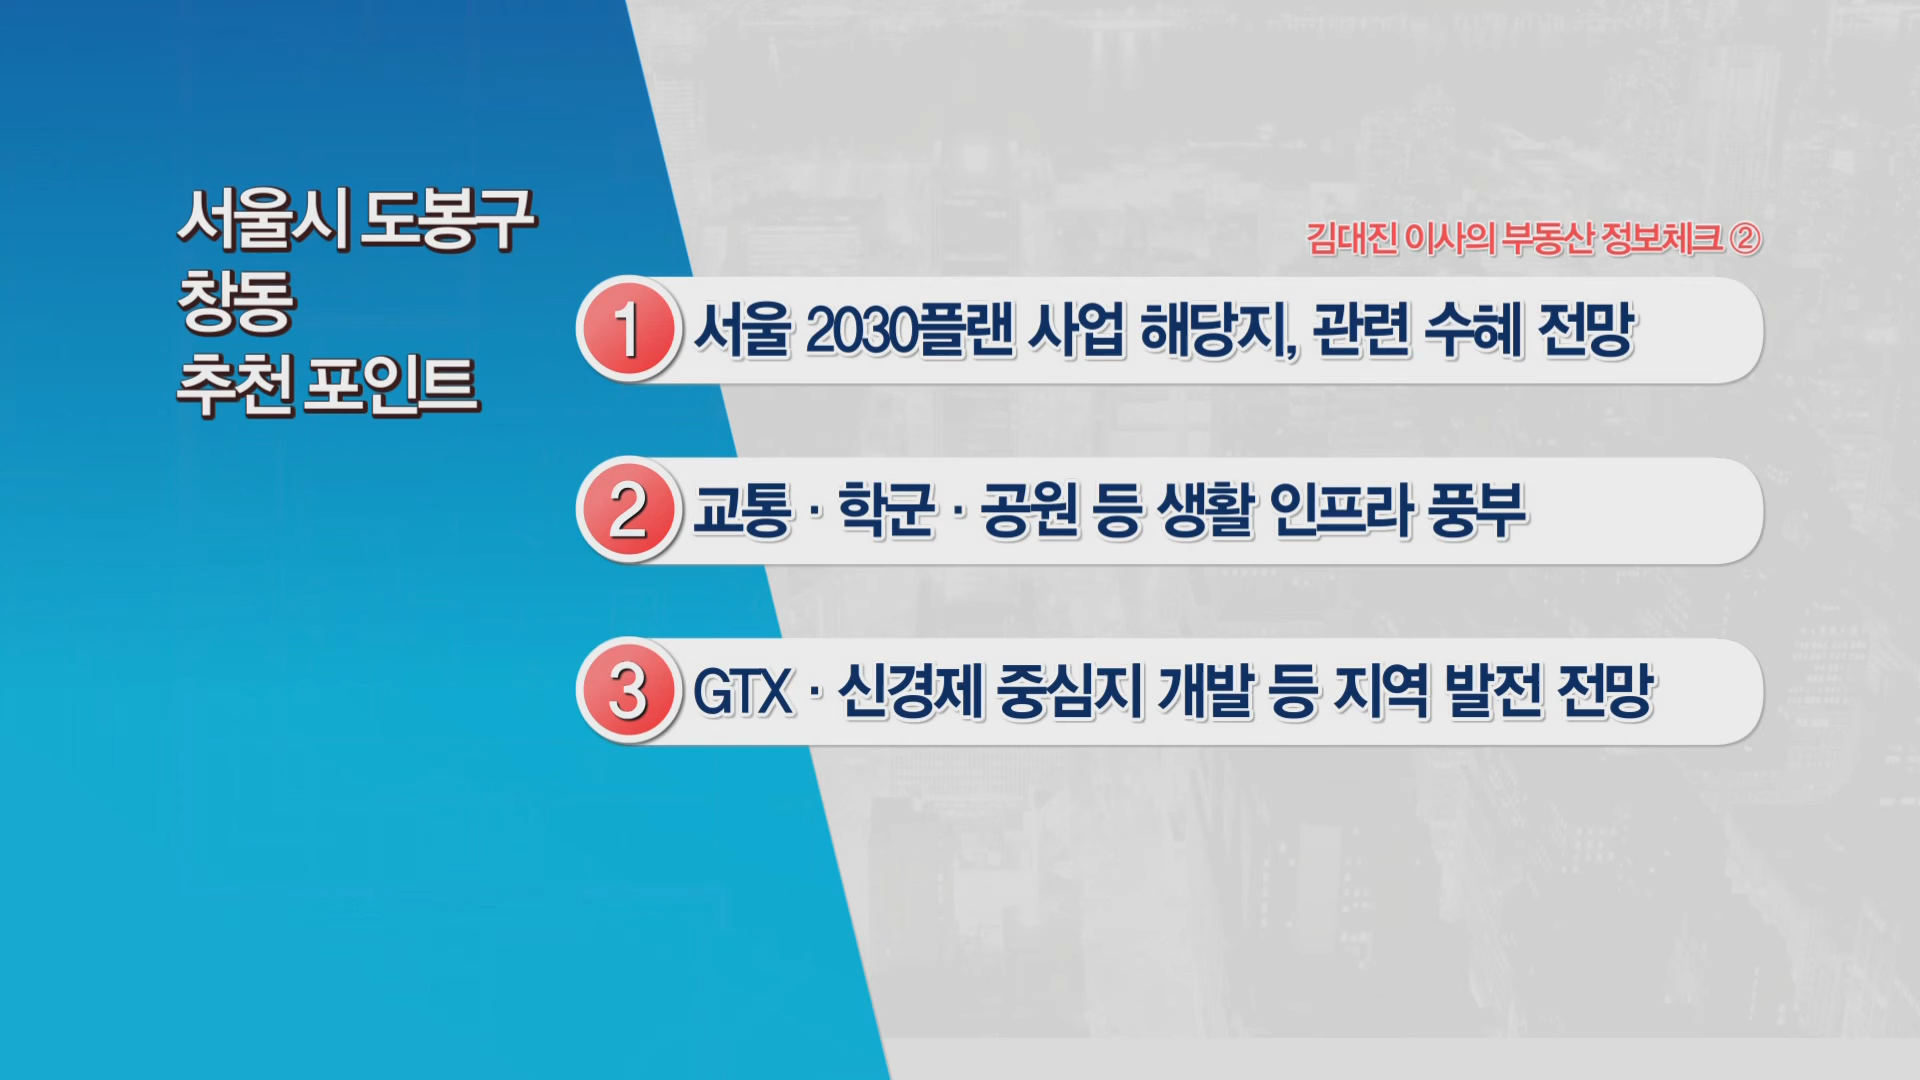 서울시 도봉구
창동
추천 포인트
김대진 이사의 부동산 정보체크 ②
1 서울 2030플랜 사업 해당지, 관련 수혜 전망
2 교통 · 학군 · 공원 등 생활 인프라 풍부
3 GTX · 신경제 중심지 개발 등 지역 발전 전망